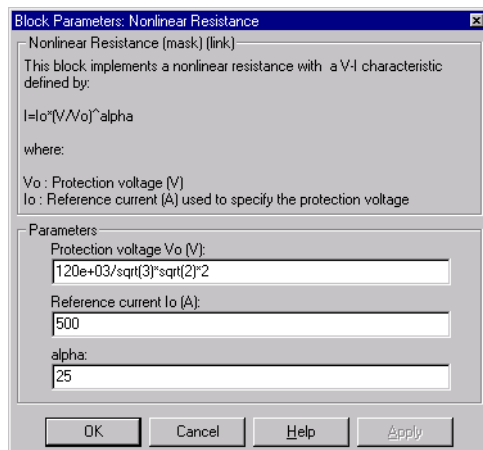 Block Parameters: Nonlinear Resistance
Nonlinear Resistance (mask) (link)
This block implements a nonlinear resistance with a V-I characteristic
defined by:
I=Io*(V/Vo)^alpha
where:
Vo : Protection voltage (V)
Io : Reference current (A) used to specify the protection voltage
Parameters
Protection voltage Vo (V):
120e+03/sqrt(3)*sqrt(2)*2
Reference current Io (A):
500
alpha:
25
OK Cancel Help Apply